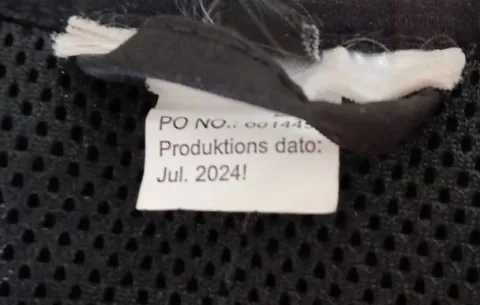 PO NO.:
Produktions dato:
Jul. 2024!